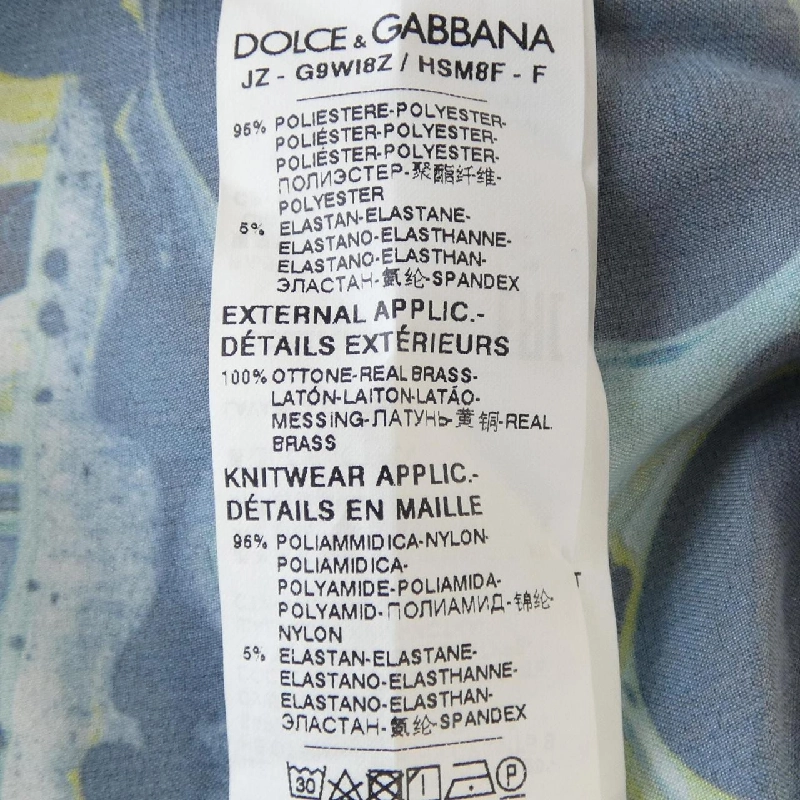 DOLCE & GABBANA
JZ - G9WI8Z / HSM8F - F
95% POLIESTERE-POLYESTER-
POLIÉSTER-POLYESTER-
POLIÉSTER-POLYESTER-
ПОЛИЭСТЕР-聚酯纤维-
POLYESTER
5% ELASTAN-ELASTANE-
ELASTANO-ELASTHANNE-
ELASTANO-ELASTHAN-
ЭЛАСТАН-氨纶-SPANDEX
EXTERNAL APPLIC.-
DÉTAILS EXTÉRIEURS
100% OTTONE-REAL BRASS-
LATÓN-LAITON-LATÃO-
MESSING-ЛАТУНЬ-黄铜-REAL
BRASS
KNITWEAR APPLIC.-
DÉTAILS EN MAILLE
95% POLIAMMIDICA-NYLON-
POLIAMIDICA-
POLYAMIDE-POLIAMIDA-
POLYAMID-ПОЛИАМИД-锦纶-
NYLON
5% ELASTAN-ELASTANE-
ELASTANO-ELASTHANNE-
ELASTANO-ELASTHAN-
ЭЛАСТАН-氨纶-SPANDEX
30 P